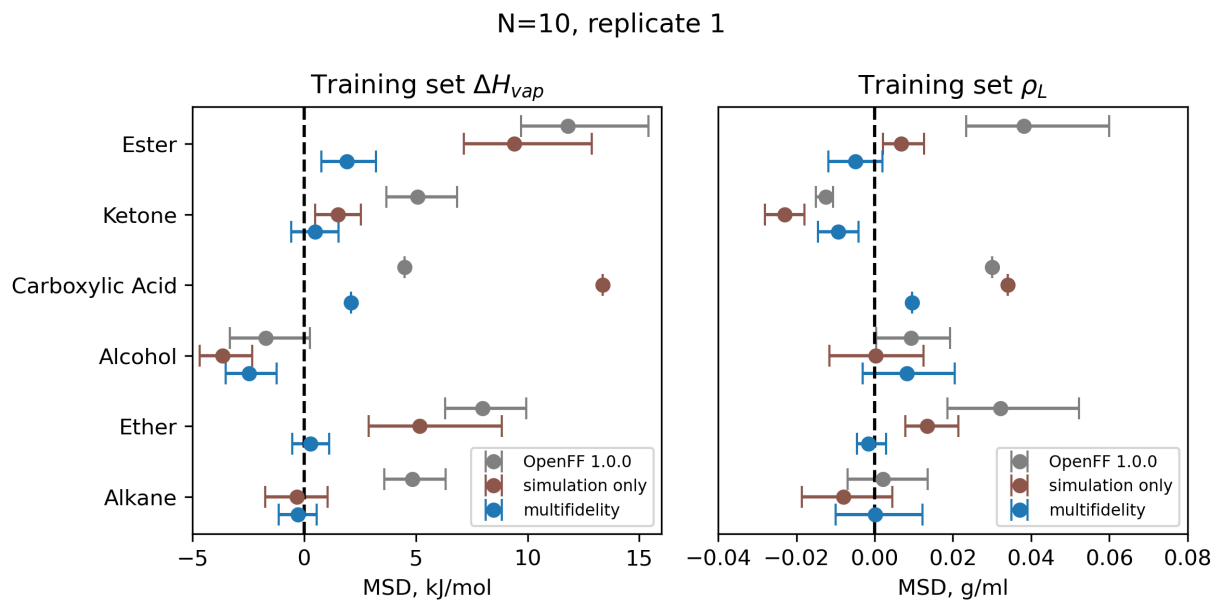 N=10, replicate 1
Training set ΔH_vap
Ester
Ketone
Carboxylic Acid
Alcohol
Ether
Alkane
OpenFF 1.0.0
simulation only
multifidelity
−5 0 5 10 15
MSD, kJ/mol
Training set ρ_L
OpenFF 1.0.0
simulation only
multifidelity
−0.04 −0.02 0.00 0.02 0.04 0.06 0.08
MSD, g/ml